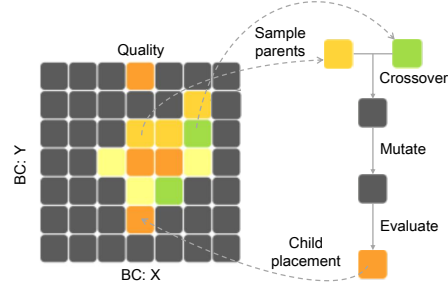 Quality
Sample
parents
Crossover
BC: Y
Mutate
Evaluate
Child
placement
BC: X